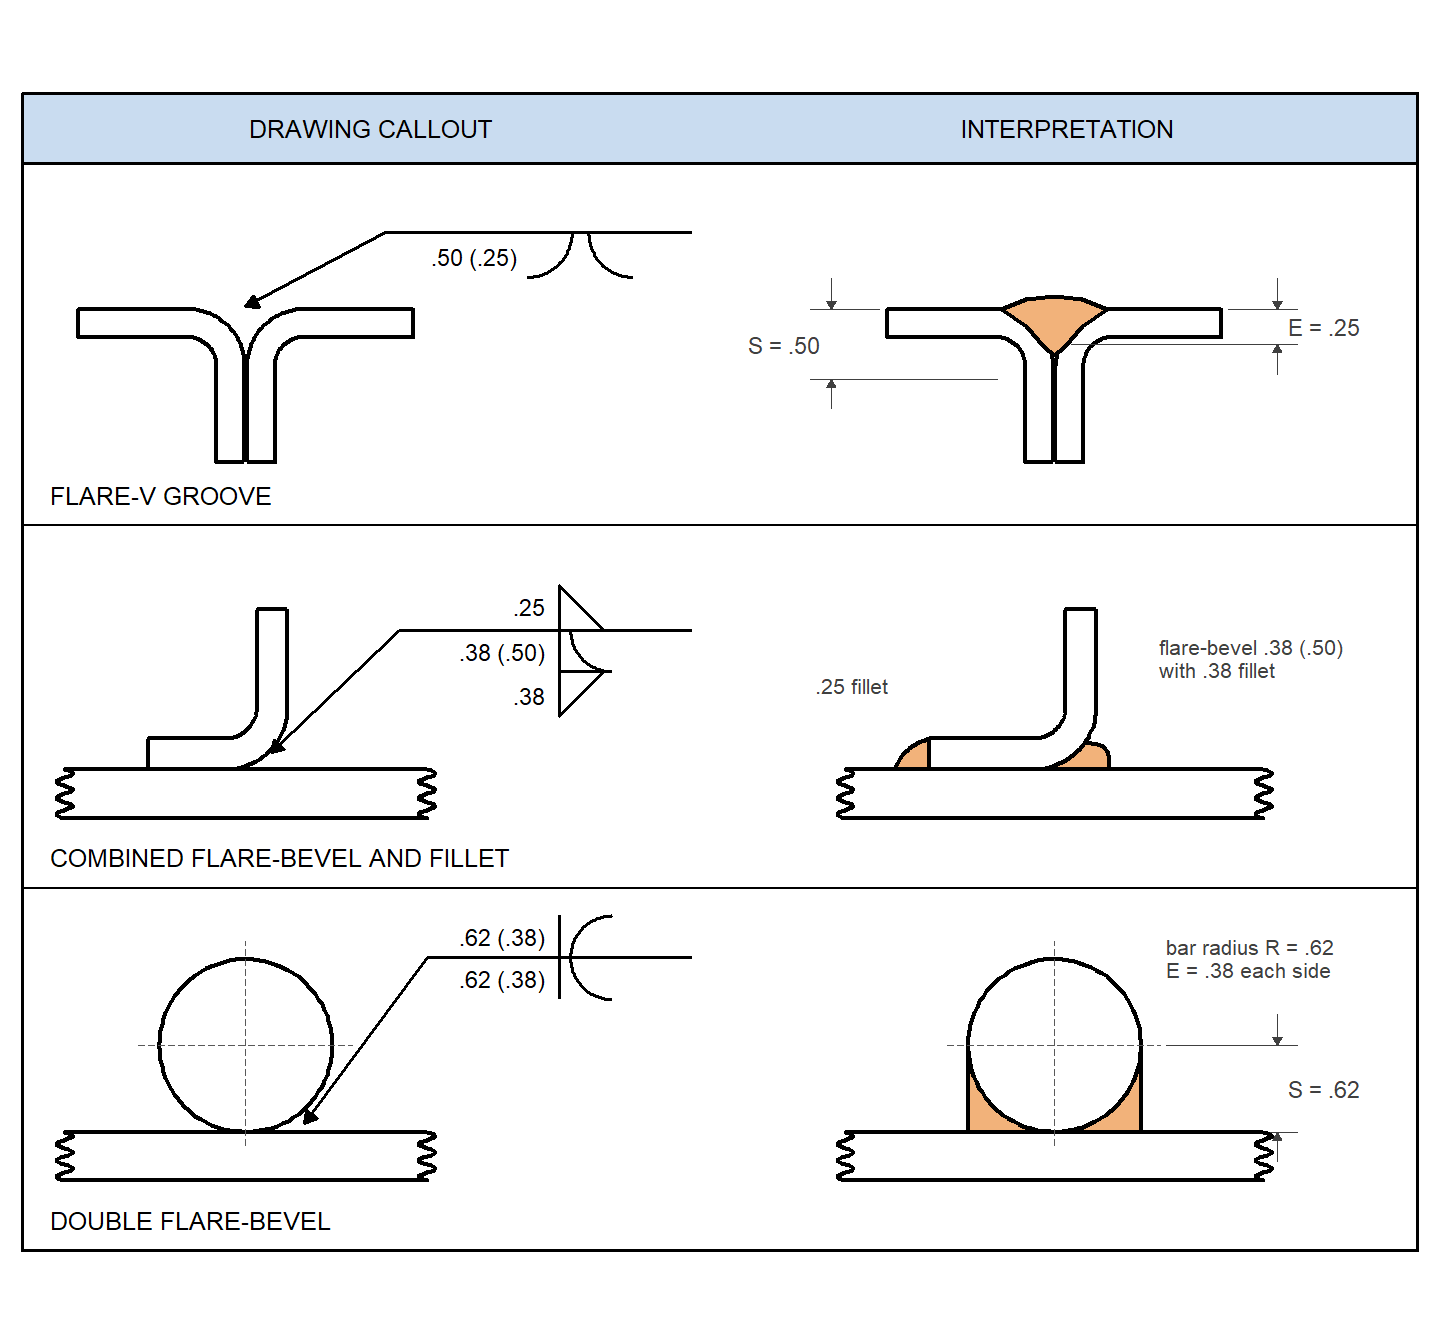 DRAWING CALLOUT
INTERPRETATION
.50 (.25)
S = .50
E = .25
FLARE-V GROOVE
.25
.38 (.50)
.38
.25 fillet
flare-bevel .38 (.50)
with .38 fillet
COMBINED FLARE-BEVEL AND FILLET
.62 (.38)
.62 (.38)
bar radius R = .62
E = .38 each side
S = .62
DOUBLE FLARE-BEVEL